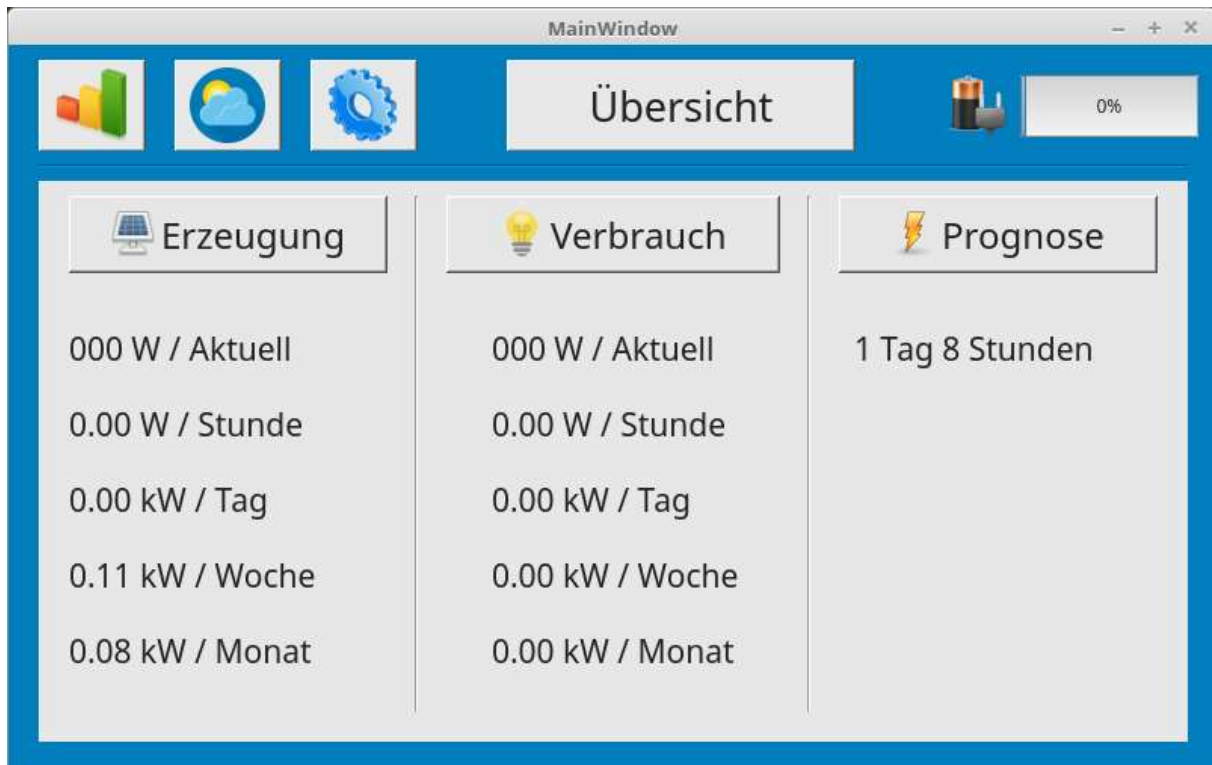 MainWindow
Übersicht
0%
Erzeugung
000 W / Aktuell
0.00 W / Stunde
0.00 kW / Tag
0.11 kW / Woche
0.08 kW / Monat
Verbrauch
000 W / Aktuell
0.00 W / Stunde
0.00 kW / Tag
0.00 kW / Woche
0.00 kW / Monat
Prognose
1 Tag 8 Stunden